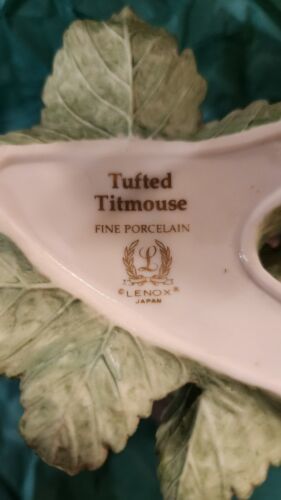 Tufted
Titmouse
FINE PORCELAIN
L
©LENOX®
JAPAN